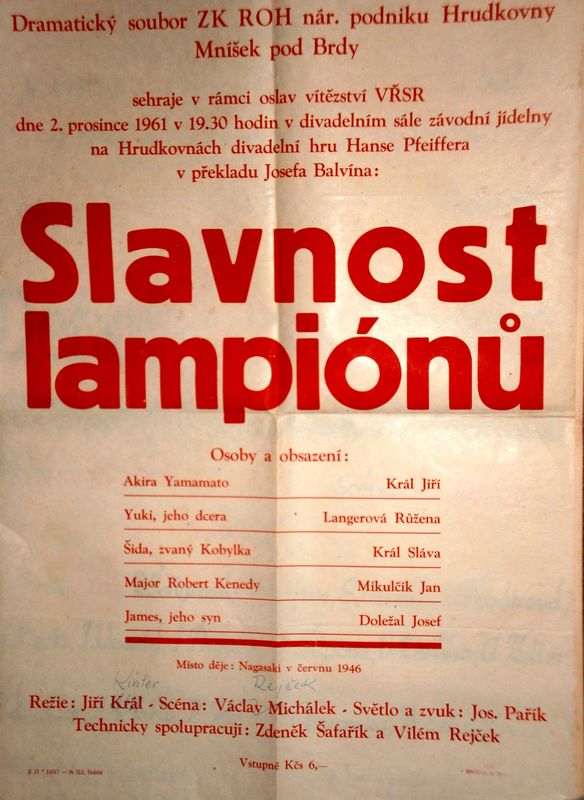 Dramatický soubor ZK ROH nár. podniku Hrudkovny
Mníšek pod Brdy
sehraje v rámci oslav vítězství VŘSR
dne 2. prosince 1961 v 19.30 hodin v divadelním sále závodní jídelny
na Hrudkovnách divadelní hru Hanse Pfeiffera
v překladu Josefa Balvína:
Slavnost
lampiónů
Osoby a obsazení:
Akira Yamamato Král Jiří
Yuki, jeho dcera Langerová Růžena
Šida, zvaný Kobylka Král Sláva
Major Robert Kenedy Mikulčík Jan
James, jeho syn Doležal Josef
Místo děje: Nagasaki v červnu 1946
Kinter Rejček
Režie: Jiří Král - Scéna: Václav Michálek - Světlo a zvuk: Jos. Pařík
Technicky spolupracují: Zdeněk Šafařík a Vilém Rejček
Vstupné Kčs 6,—